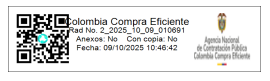 Colombia Compra Eficiente
Rad No. 2_2025_10_09_010691
Anexos: No Con copia: No
Fecha: 09/10/2025 10:46:42
Agencia Nacional
de Contratación Pública
Colombia Compra Eficiente